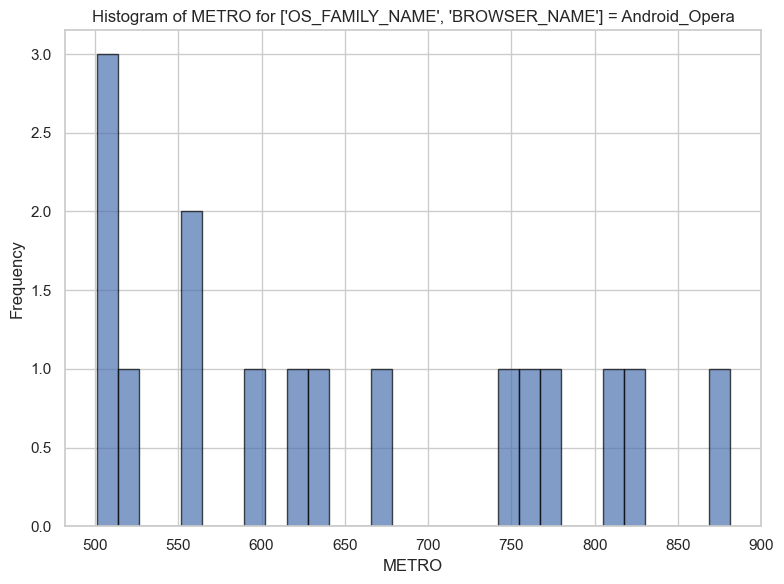 Histogram of METRO for ['OS_FAMILY_NAME', 'BROWSER_NAME'] = Android_Opera
3.0
2.5
2.0
1.5
1.0
0.5
0.0
Frequency
500 550 600 650 700 750 800 850 900
METRO